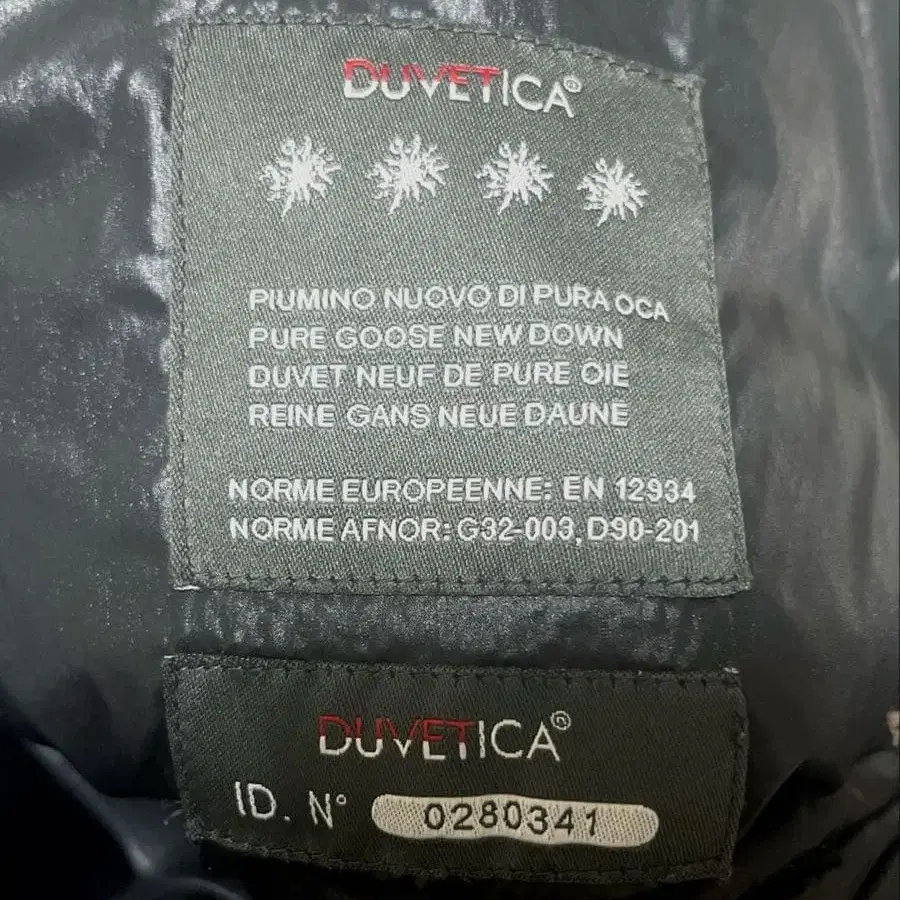 DUVETICA®
PIUMINO NUOVO DI PURA OCA
PURE GOOSE NEW DOWN
DUVET NEUF DE PURE OIE
REINE GANS NEUE DAUNE
NORME EUROPEENNE: EN 12934
NORME AFNOR: G32-003, D90-201
DUVETICA®
ID. N° 0280341